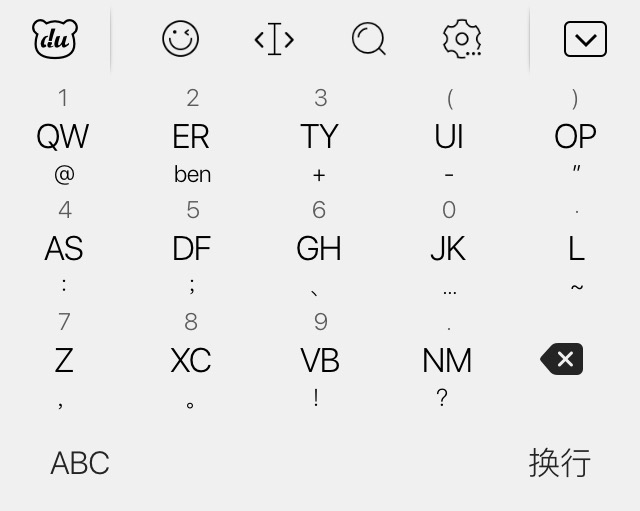 du
1 2 3 ( )
QW ER TY UI OP
@ ben + - "
4 5 6 0 ·
AS DF GH JK L
: ; 、 ... ~
7 8 9 .
Z XC VB NM
, 。 ! ?
ABC 换行